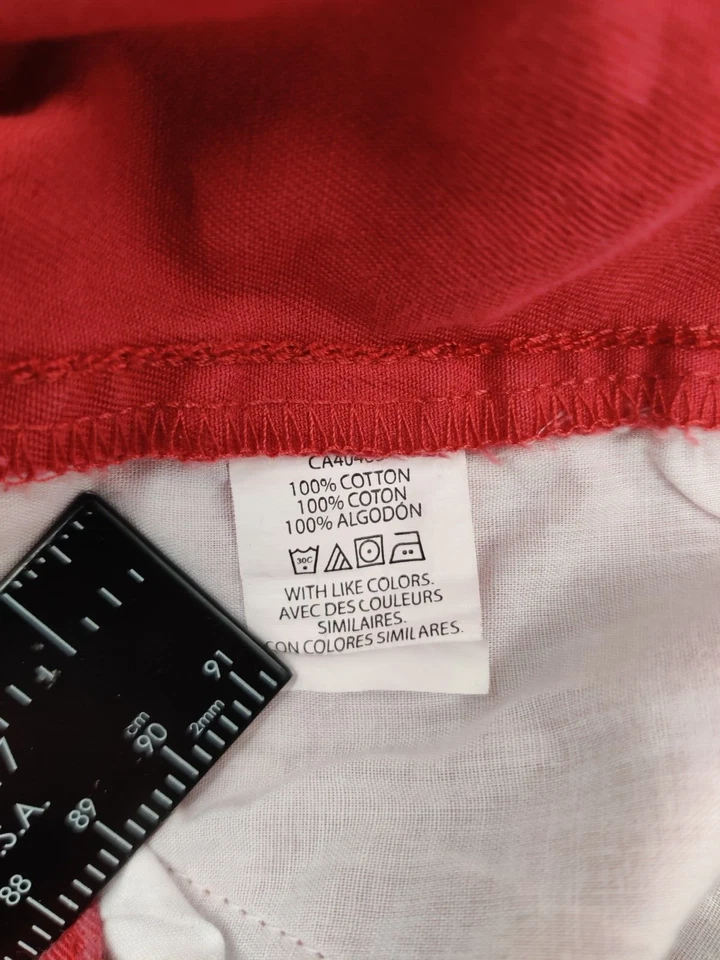 100% COTTON
100% COTON
100% ALGODÓN
30C
WITH LIKE COLORS.
AVEC DES COULEURS
SIMILAIRES.
CON COLORES SIMILARES.
91
cm
90
2mm
89
88
7
S.A.